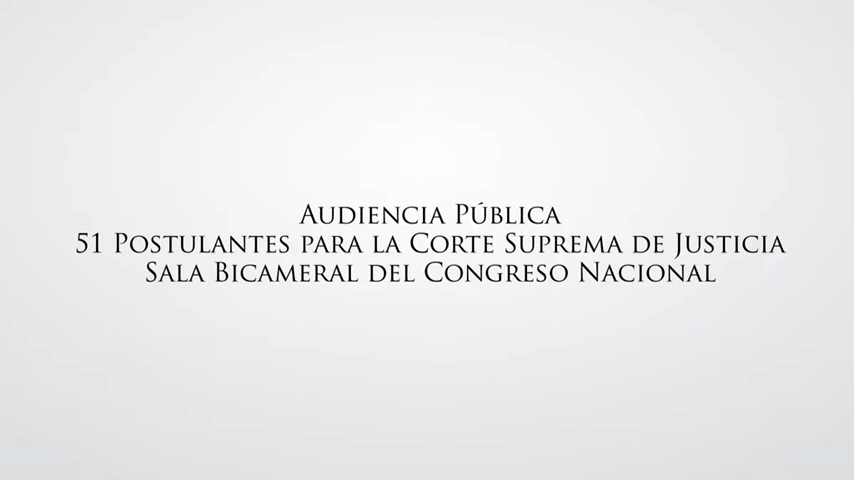 Audiencia Pública
51 Postulantes para la Corte Suprema de Justicia
Sala Bicameral del Congreso Nacional